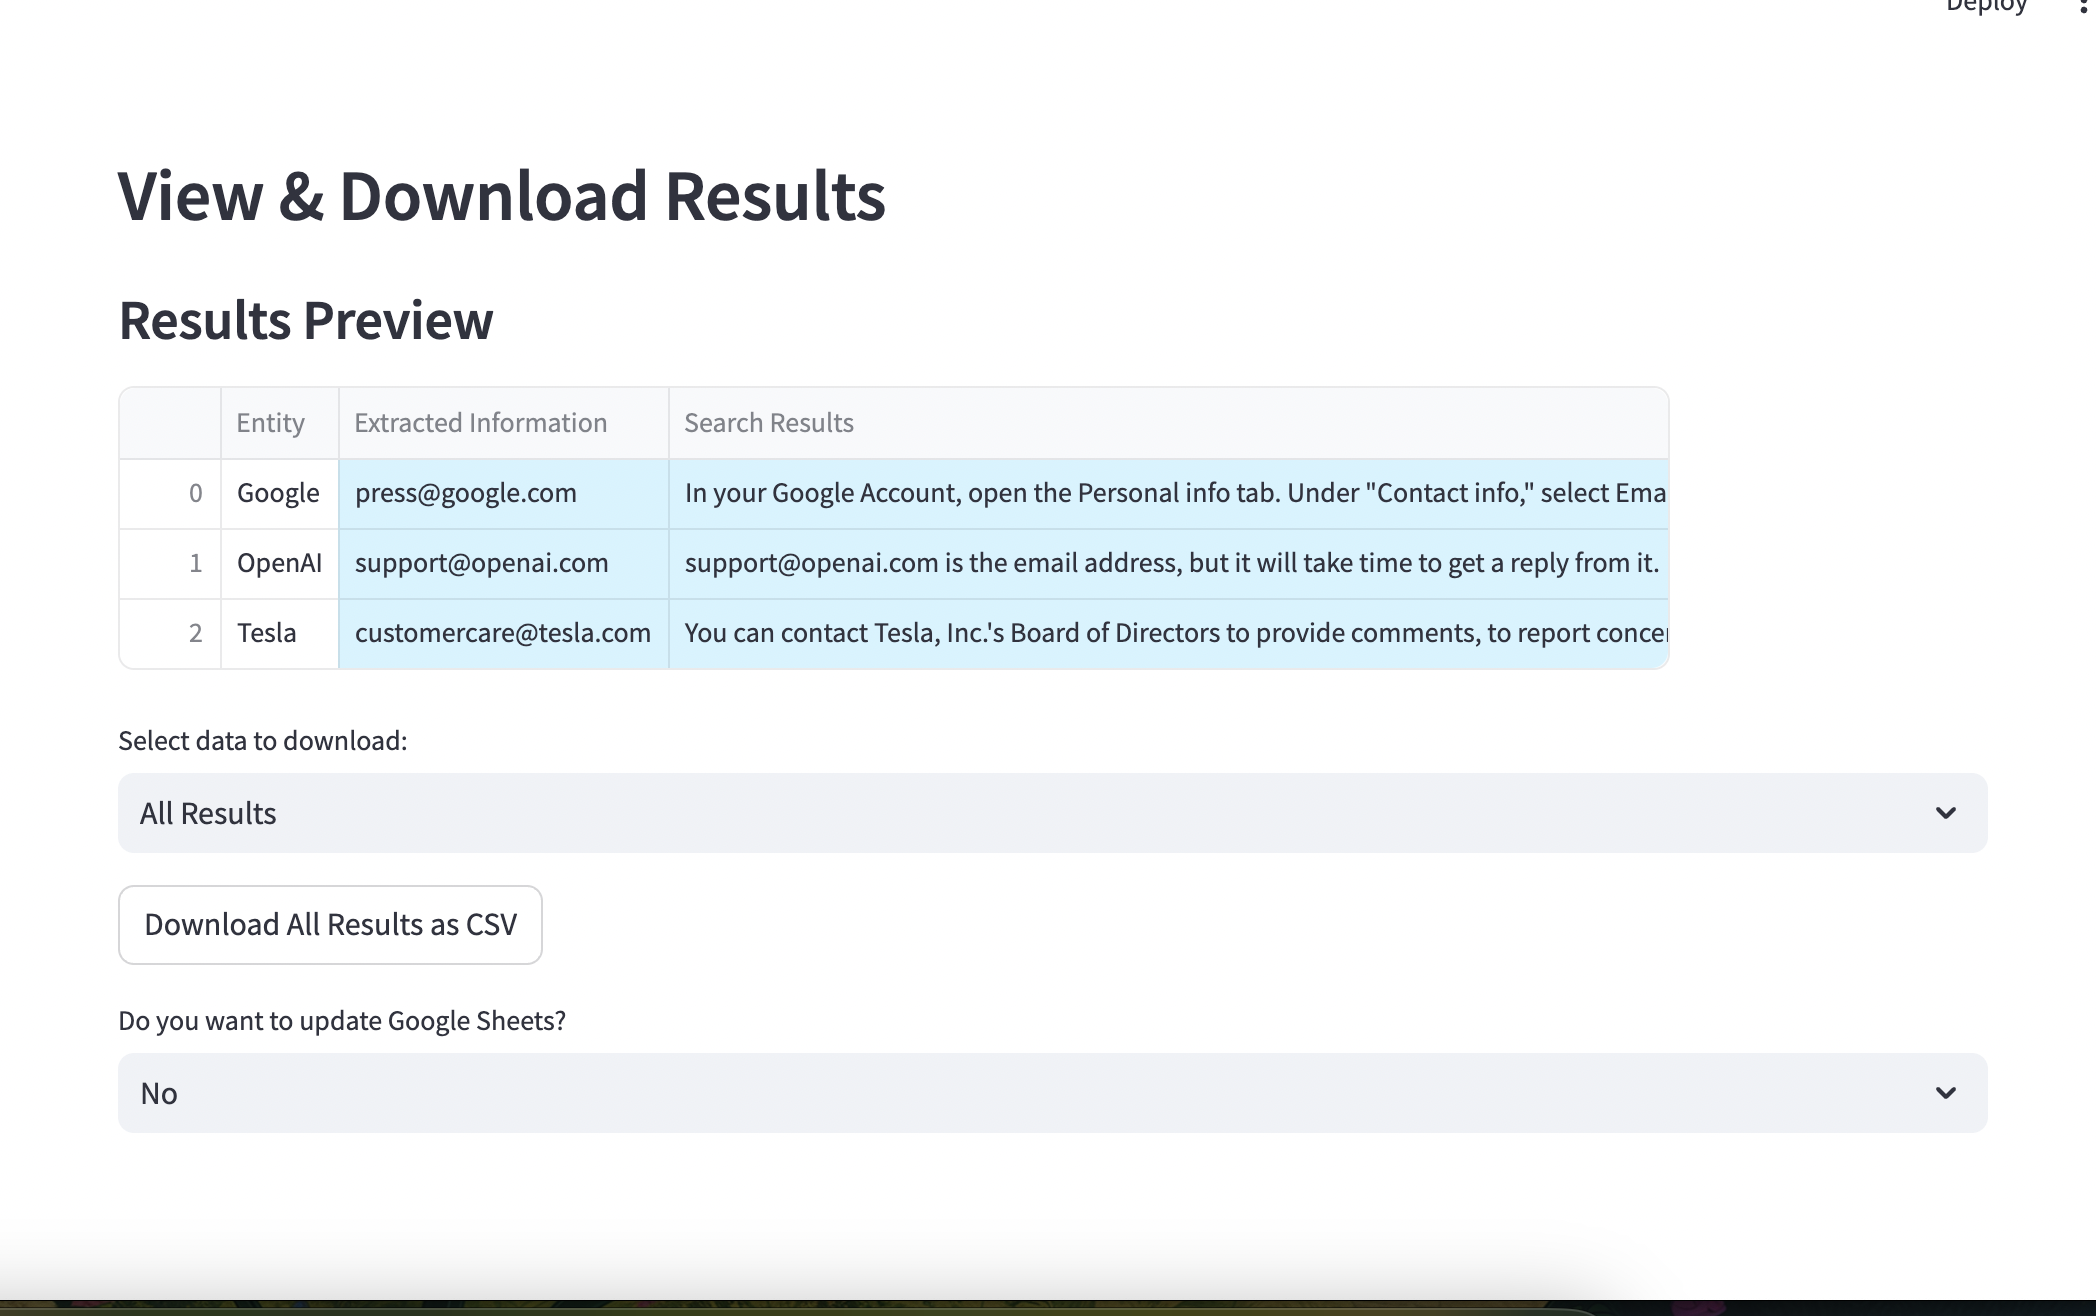 Deploy
View & Download Results
Results Preview
Entity Extracted Information Search Results
0 Google press@google.com In your Google Account, open the Personal info tab. Under "Contact info," select Ema
1 OpenAI support@openai.com support@openai.com is the email address, but it will take time to get a reply from it.
2 Tesla customercare@tesla.com You can contact Tesla, Inc.'s Board of Directors to provide comments, to report concer
Select data to download:
All Results
Download All Results as CSV
Do you want to update Google Sheets?
No